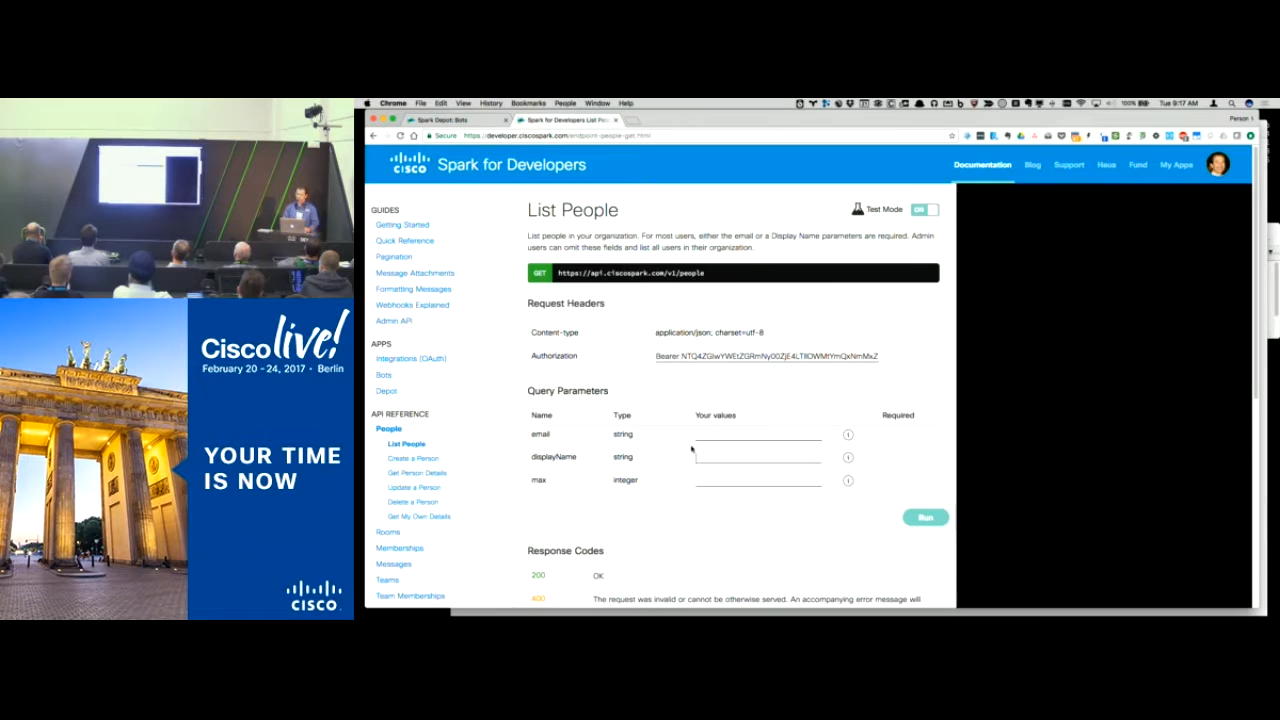 Chrome File Edit View History Bookmarks People Window Help
100%
Tue 9:17 AM
Spark Depot: Bots
Spark for Developers List Peo
Person 1
Secure https://developer.ciscospark.com/endpoint-people-get.html
CISCO
Spark for Developers
Documentation Blog Support Haus Fund My Apps
GUIDES
Getting Started
Quick Reference
Pagination
Message Attachments
Formatting Messages
Webhooks Explained
Admin API
APPS
Integrations (OAuth)
Bots
Depot
API REFERENCE
People
List People
Create a Person
Get Person Details
Update a Person
Delete a Person
Get My Own Details
Rooms
Memberships
Messages
Teams
Team Memberships
List People
Test Mode
ON
List people in your organization. For most users, either the email or a Display Name parameters are required. Admin
users can omit these fields and list all users in their organization.
GET https://api.ciscospark.com/v1/people
Request Headers
Content-type application/json; charset=utf-8
Authorization Bearer
Query Parameters
Name Type Your values Required
email string
displayName string
max integer
Run
Response Codes
200 OK
400 The request was invalid or cannot be otherwise served. An accompanying error message will
Cisco live!
February 20 - 24, 2017 • Berlin
YOUR TIME
IS NOW
CISCO